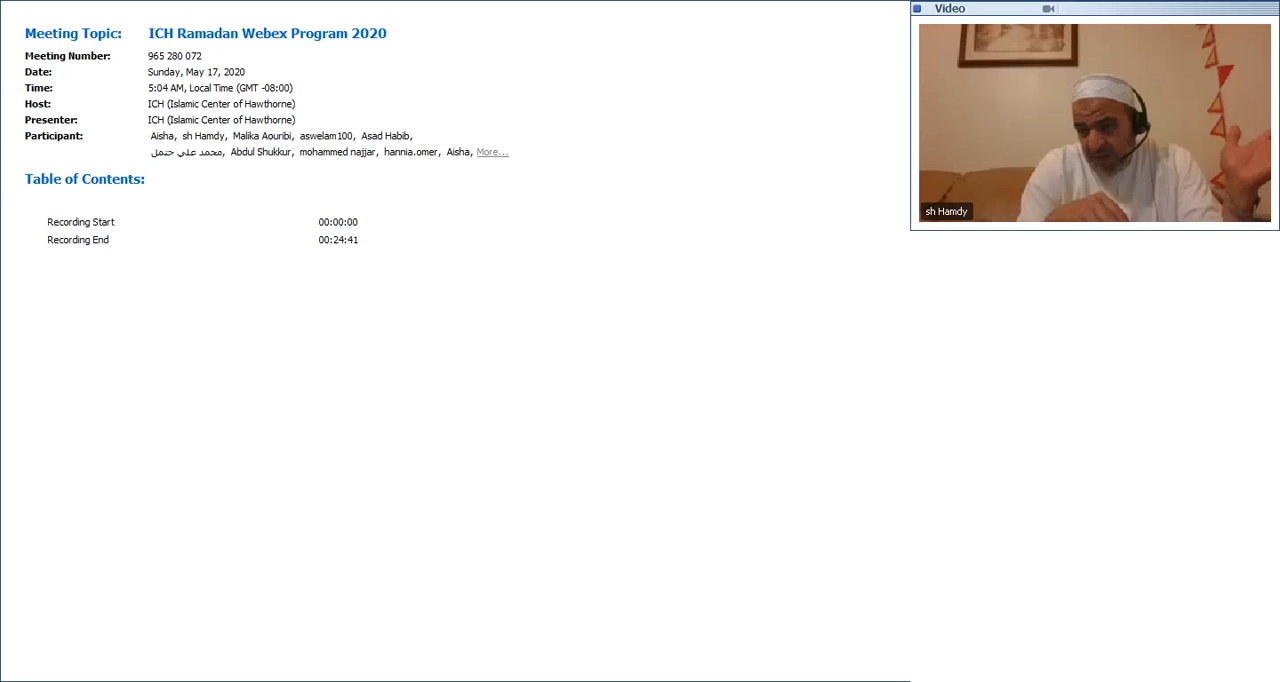 Meeting Topic: ICH Ramadan Webex Program 2020
Meeting Number: 965 280 072
Date: Sunday, May 17, 2020
Time: 5:04 AM, Local Time (GMT -08:00)
Host: ICH (Islamic Center of Hawthorne)
Presenter: ICH (Islamic Center of Hawthorne)
Participant: Aisha, sh Hamdy, Malika Aouribi, aswelam100, Asad Habib,
محمد علي حنمل, Abdul Shukkur, mohammed najjar, hannia.omer, Aisha, More...
Table of Contents:
Recording Start 00:00:00
Recording End 00:24:41
Video
sh Hamdy